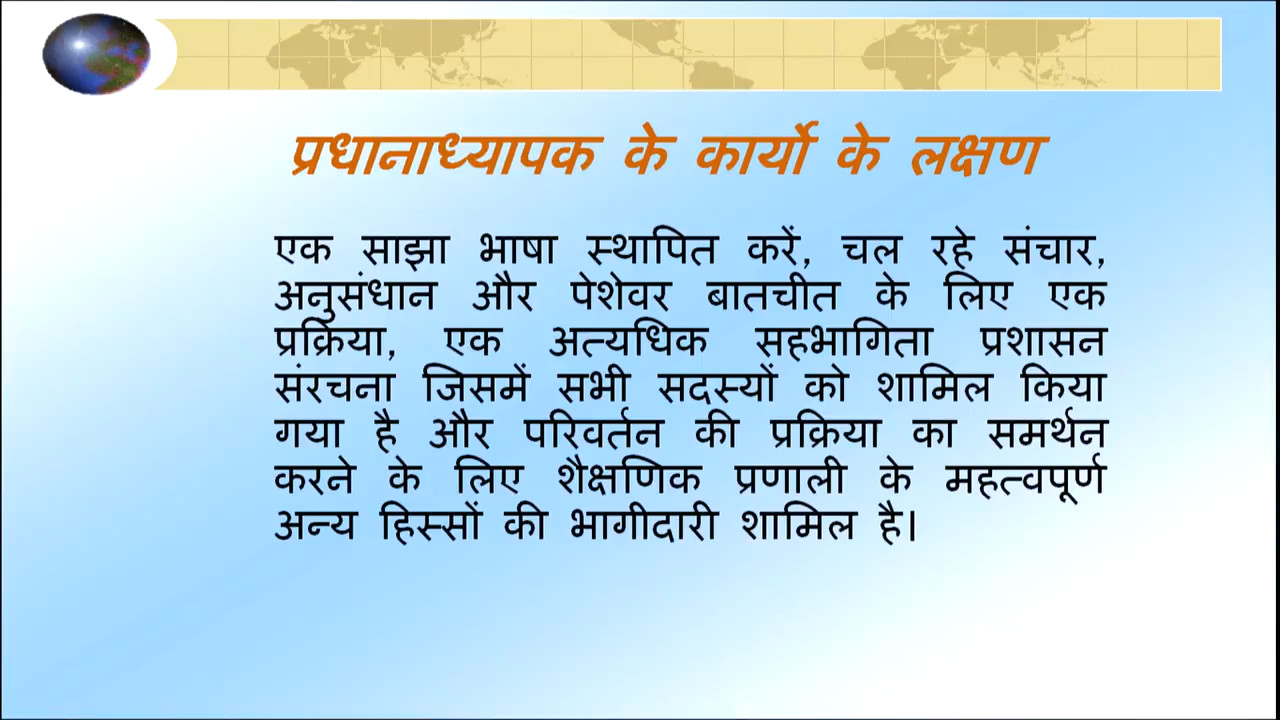 प्रधानाध्यापक के कार्यो के लक्षण
एक साझा भाषा स्थापित करें, चल रहे संचार,
अनुसंधान और पेशेवर बातचीत के लिए एक
प्रक्रिया, एक अत्यधिक सहभागिता प्रशासन
संरचना जिसमें सभी सदस्यों को शामिल किया
गया है और परिवर्तन की प्रक्रिया का समर्थन
करने के लिए शैक्षणिक प्रणाली के महत्वपूर्ण
अन्य हिस्सों की भागीदारी शामिल है।